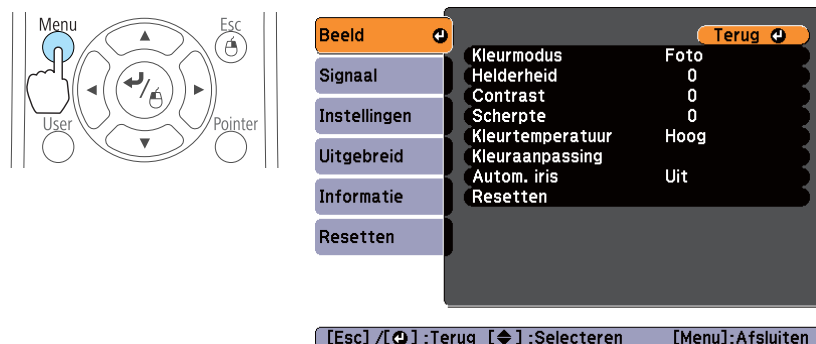 Menu
Esc
User
Pointer
Beeld
Signaal
Instellingen
Uitgebreid
Informatie
Resetten
Terug
Kleurmodus Foto
Helderheid 0
Contrast 0
Scherpte 0
Kleurtemperatuur Hoog
Kleuraanpassing
Autom. iris Uit
Resetten
[Esc] /[⏎] :Terug [◆] :Selecteren [Menu]:Afsluiten